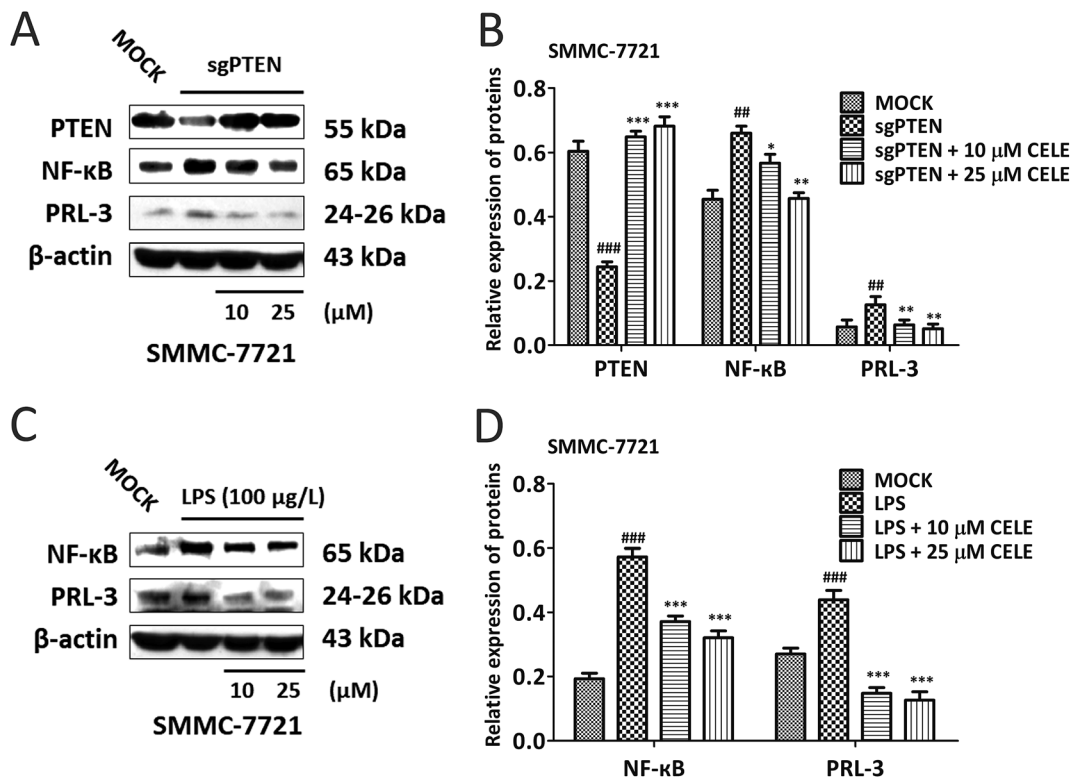 A
MOCK
sgPTEN
PTEN
55 kDa
NF-κB
65 kDa
PRL-3
24-26 kDa
β-actin
43 kDa
10 25 (μM)
SMMC-7721
B
SMMC-7721
Relative expression of proteins
0.8
0.6
0.4
0.2
0.0
MOCK
sgPTEN
sgPTEN + 10 μM CELE
sgPTEN + 25 μM CELE
###
***
***
##
*
**
##
**
**
PTEN NF-κB PRL-3
C
MOCK
LPS (100 μg/L)
NF-κB
65 kDa
PRL-3
24-26 kDa
β-actin
43 kDa
10 25 (μM)
SMMC-7721
D
SMMC-7721
Relative expression of proteins
0.8
0.6
0.4
0.2
0.0
MOCK
LPS
LPS + 10 μM CELE
LPS + 25 μM CELE
###
***
***
###
***
***
NF-κB PRL-3